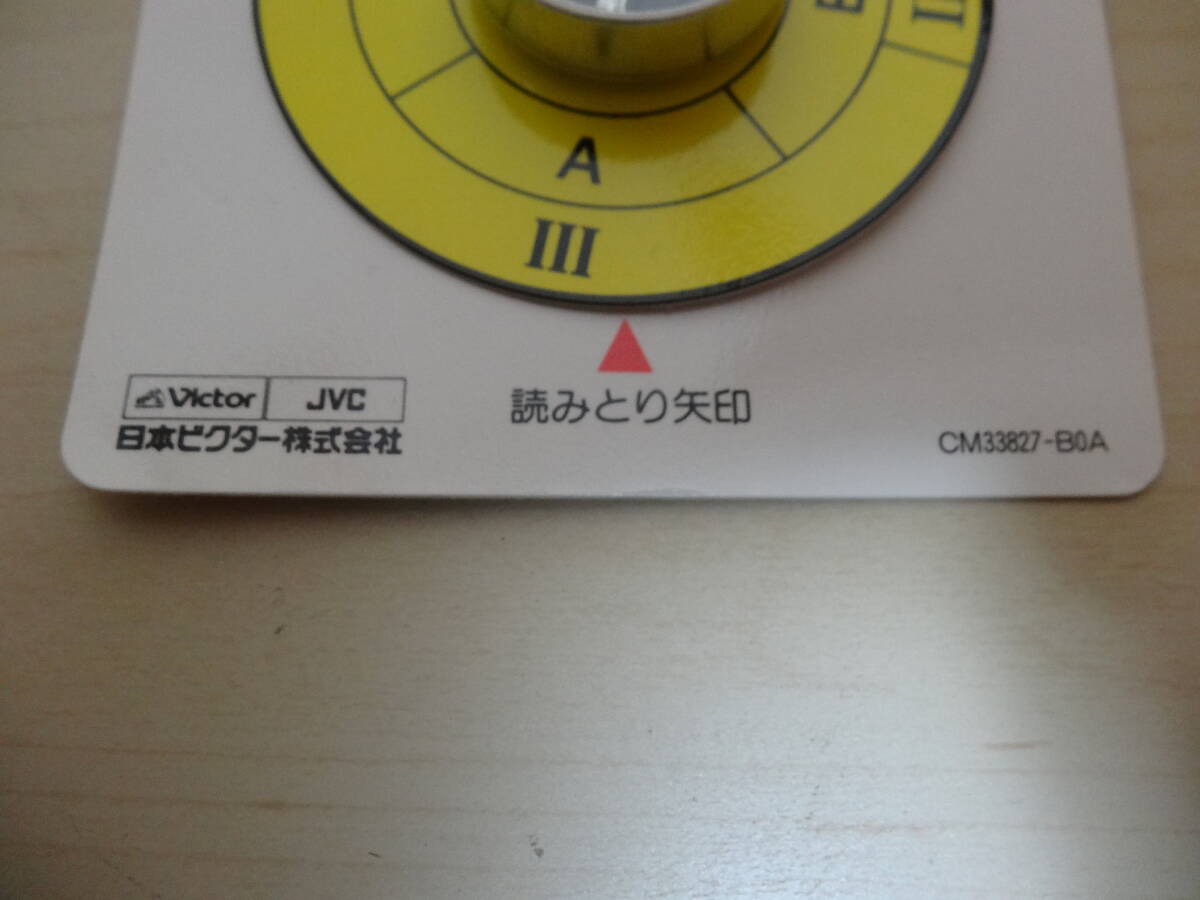 B
II
A
III
Victor JVC
日本ビクター株式会社
読みとり矢印
CM33827-B0A